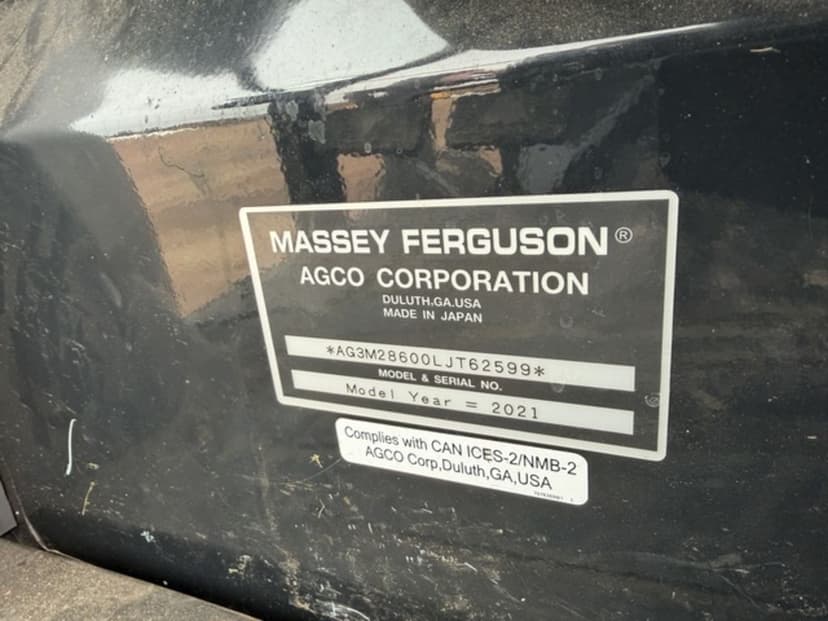 MASSEY FERGUSON®
AGCO CORPORATION
DULUTH.GA.USA
MADE IN JAPAN
*AG3M28600LJT62599*
MODEL & SERIAL NO.
Model Year = 2021
Complies with CAN ICES-2/NMB-2
AGCO Corp,Duluth,GA,USA